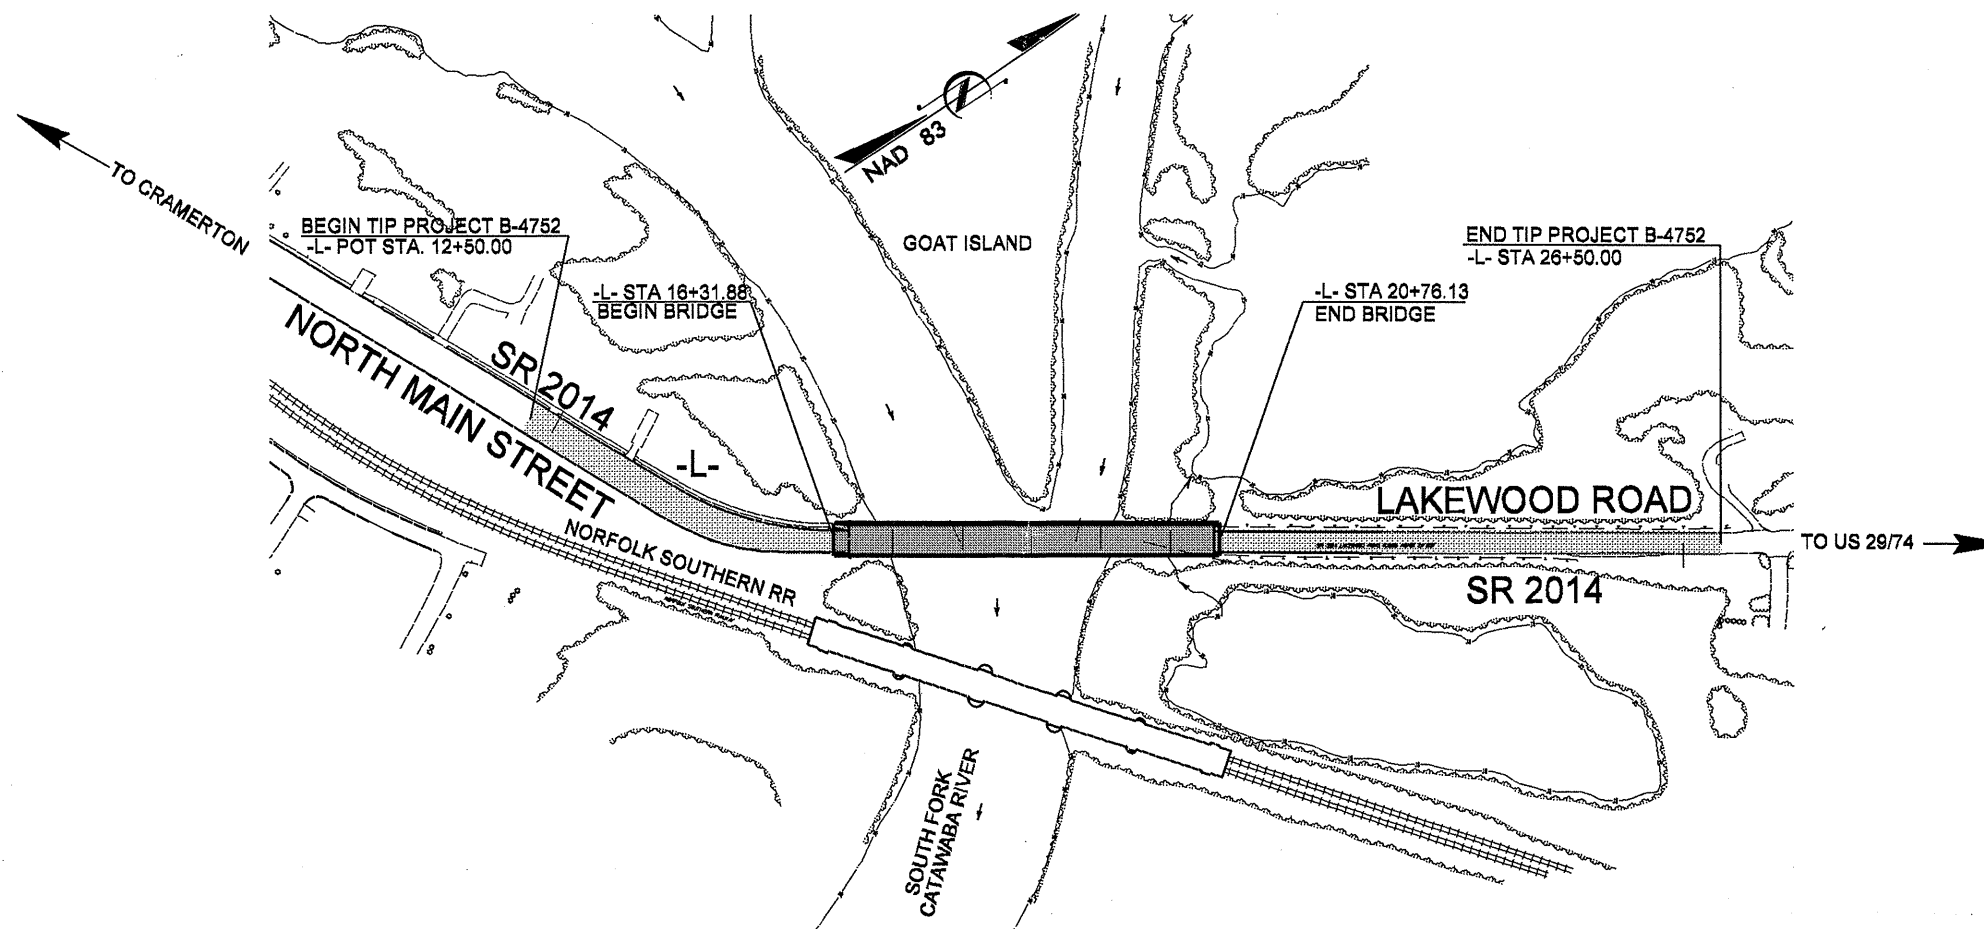 NAD 83
TO CRAMERTON
BEGIN TIP PROJECT B-4752
-L- POT STA. 12+50.00
GOAT ISLAND
END TIP PROJECT B-4752
-L- STA 26+50.00
-L- STA 16+31.88
BEGIN BRIDGE
-L- STA 20+76.13
END BRIDGE
SR 2014
NORTH MAIN STREET
-L-
LAKEWOOD ROAD
NORFOLK SOUTHERN RR
TO US 29/74
SR 2014
SOUTH FORK
CATAWABA RIVER